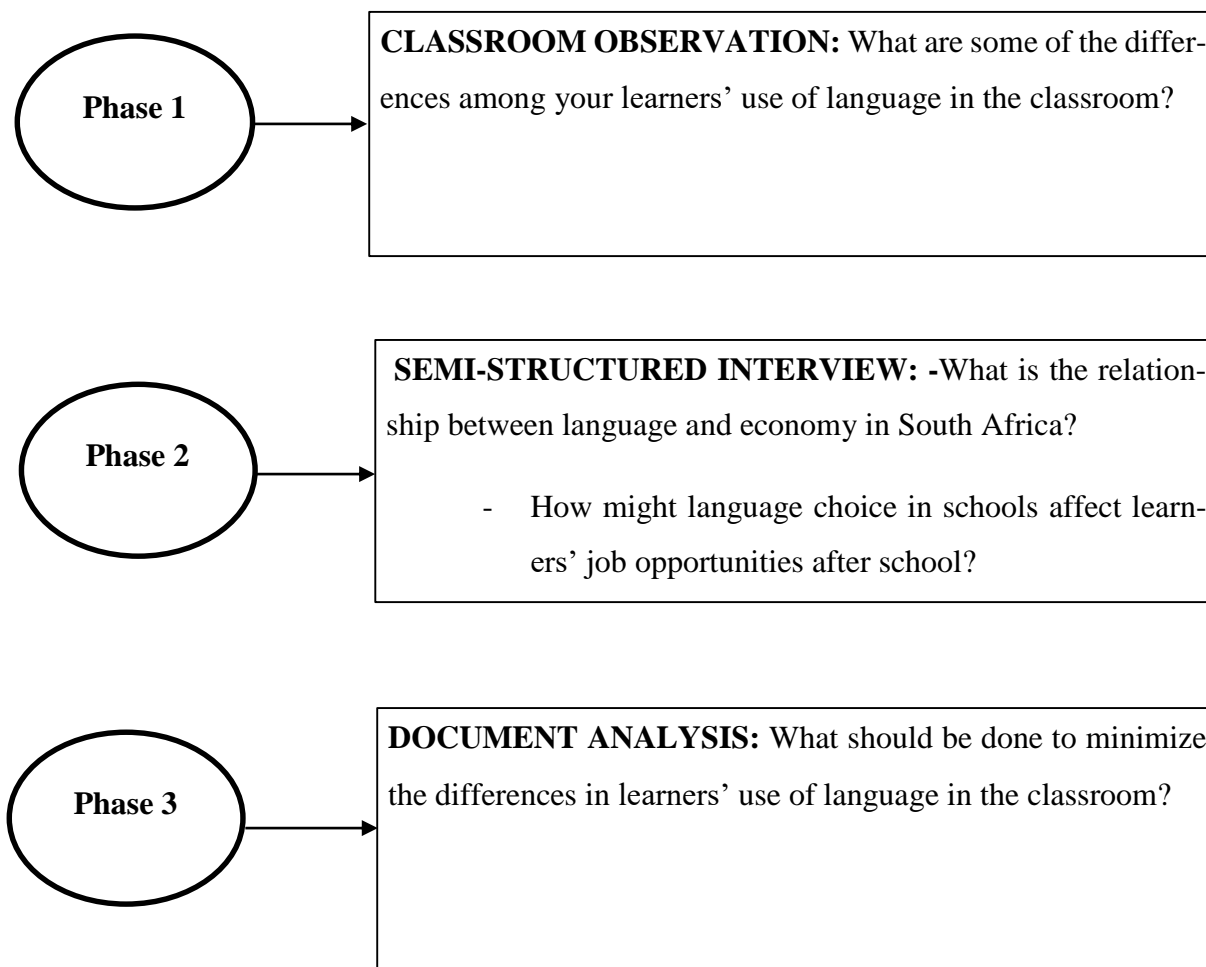 Phase 1
CLASSROOM OBSERVATION: What are some of the differ-
ences among your learners’ use of language in the classroom?
Phase 2
SEMI-STRUCTURED INTERVIEW: -What is the relation-
ship between language and economy in South Africa?
- How might language choice in schools affect learn-
ers’ job opportunities after school?
Phase 3
DOCUMENT ANALYSIS: What should be done to minimize
the differences in learners’ use of language in the classroom?